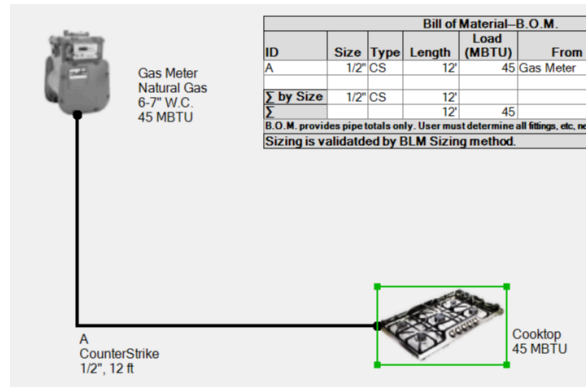 Bill of Material--B.O.M.
ID Size Type Length Load (MBTU) From
A 1/2" CS 12' 45 Gas Meter
∑ by Size 1/2" CS 12'
∑ 12' 45
B.O.M. provides pipe totals only. User must determine all fittings, etc, ne
Sizing is validatded by BLM Sizing method.
Gas Meter
Natural Gas
6-7" W.C.
45 MBTU
A
CounterStrike
1/2", 12 ft
Cooktop
45 MBTU